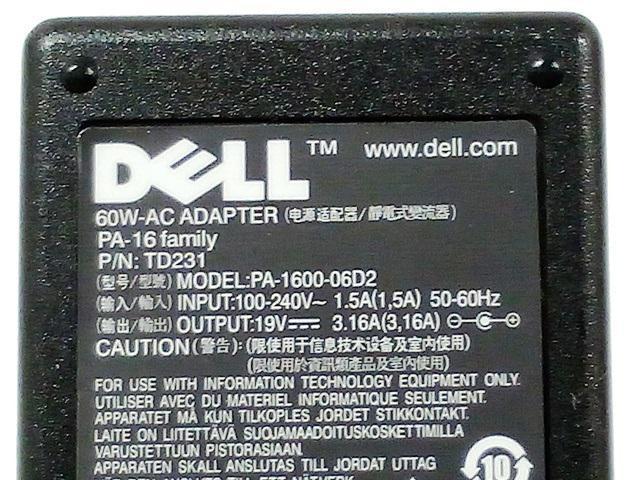 DELL™ www.dell.com
60W-AC ADAPTER (电源适配器/靜電式變流器)
PA-16 family
P/N: TD231
(型号/型號) MODEL:PA-1600-06D2
(输入/輸入) INPUT:100-240V~ 1.5A(1,5A) 50-60Hz
(输出/輸出) OUTPUT:19V⎓ 3.16A(3,16A)
CAUTION (警告): (限使用于信息技术设备及室内使用)
(限使用於資訊類產品及室內使用)
FOR USE WITH INFORMATION TECHNOLOGY EQUIPMENT ONLY.
UTILISER AVEC DU MATERIEL INFORMATIQUE SEULEMENT.
APPARATET MÅ KUN TILKOPLES JORDET STIKKONTAKT.
LAITE ON LIITETTÄVÄ SUOJAMAADOITUSKOSKETTIMILLA
VARUSTETTUUN PISTORASIAAN.
APPARATEN SKALL ANSLUTAS TILL JORDAT UTTAG
10